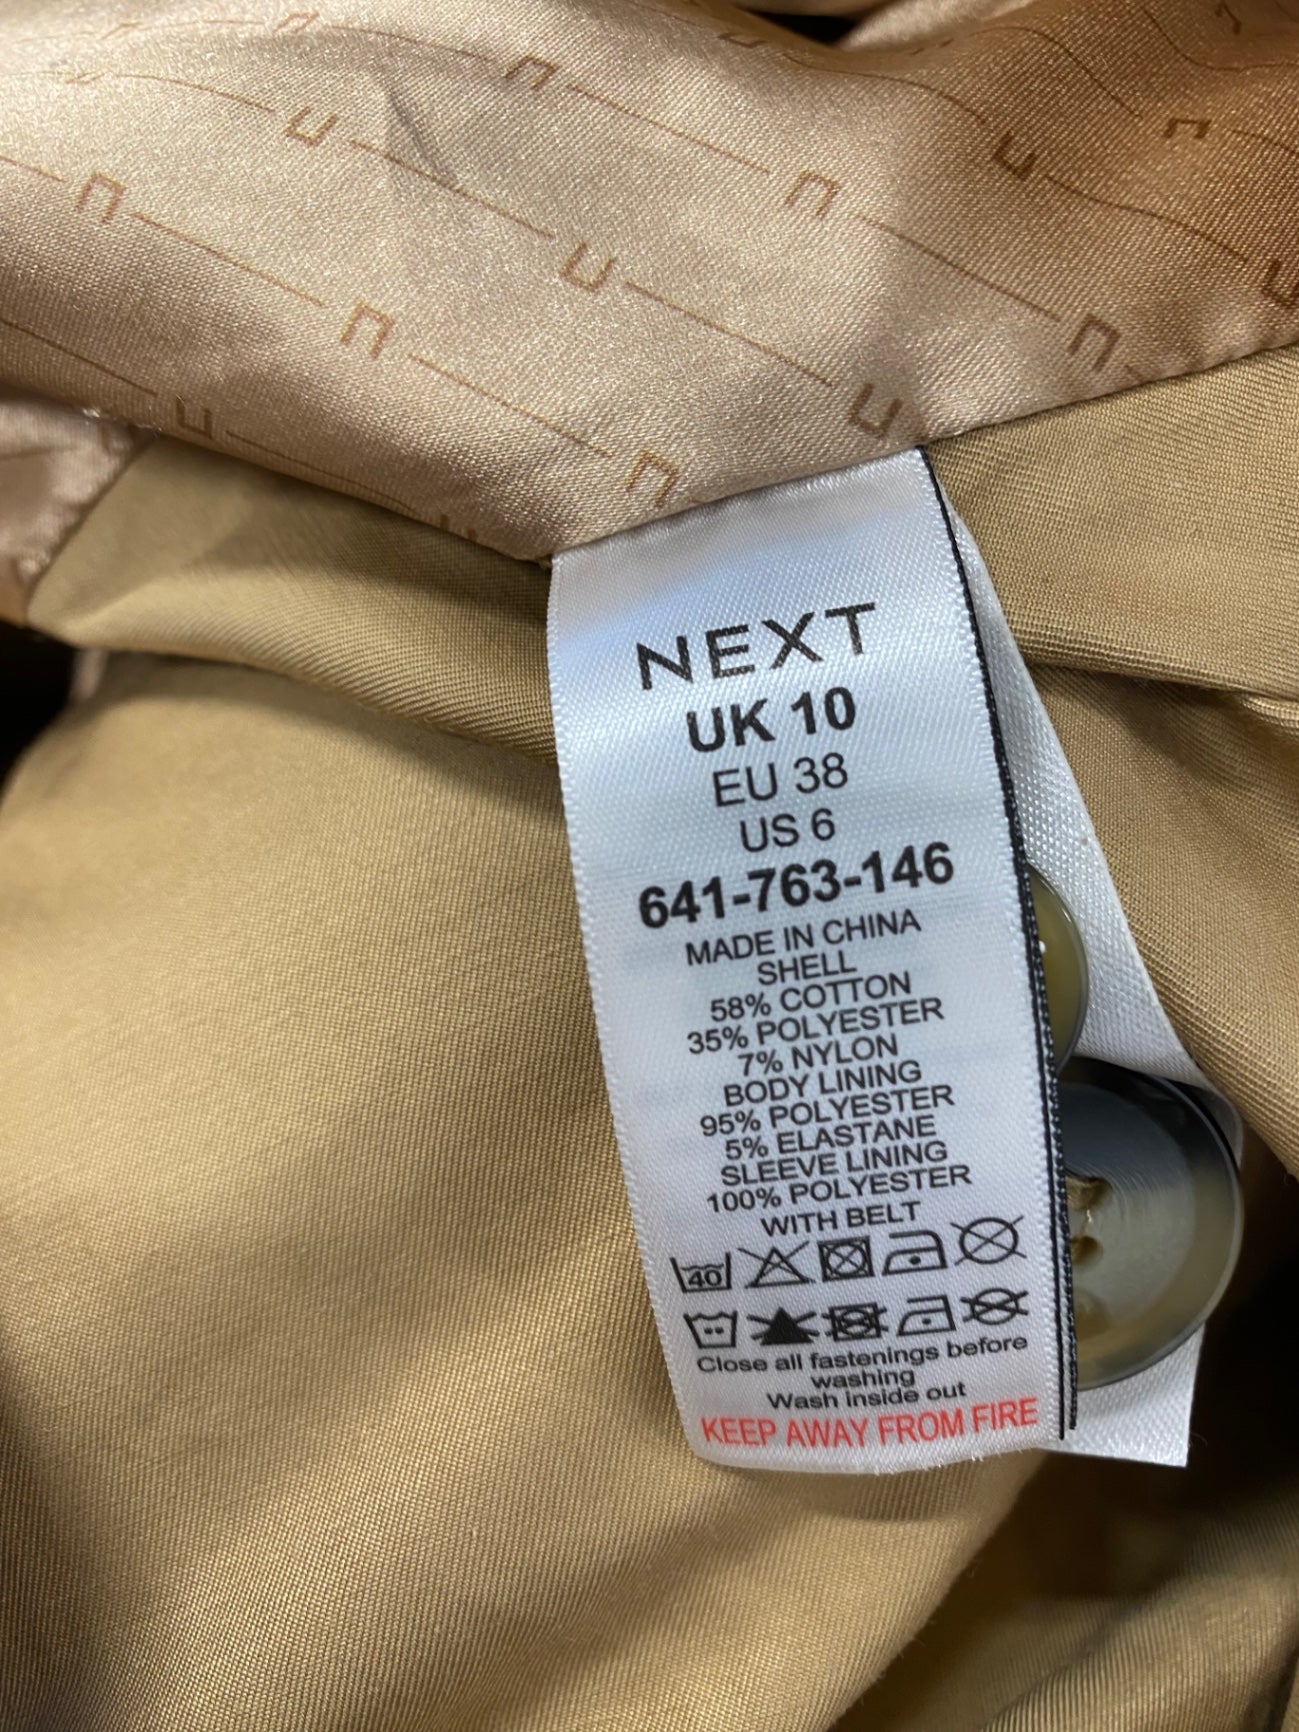 NEXT
UK 10
EU 38
US 6
641-763-146
MADE IN CHINA
SHELL
58% COTTON
35% POLYESTER
7% NYLON
BODY LINING
95% POLYESTER
5% ELASTANE
SLEEVE LINING
100% POLYESTER
WITH BELT
40
Close all fastenings before
washing
Wash inside out
KEEP AWAY FROM FIRE